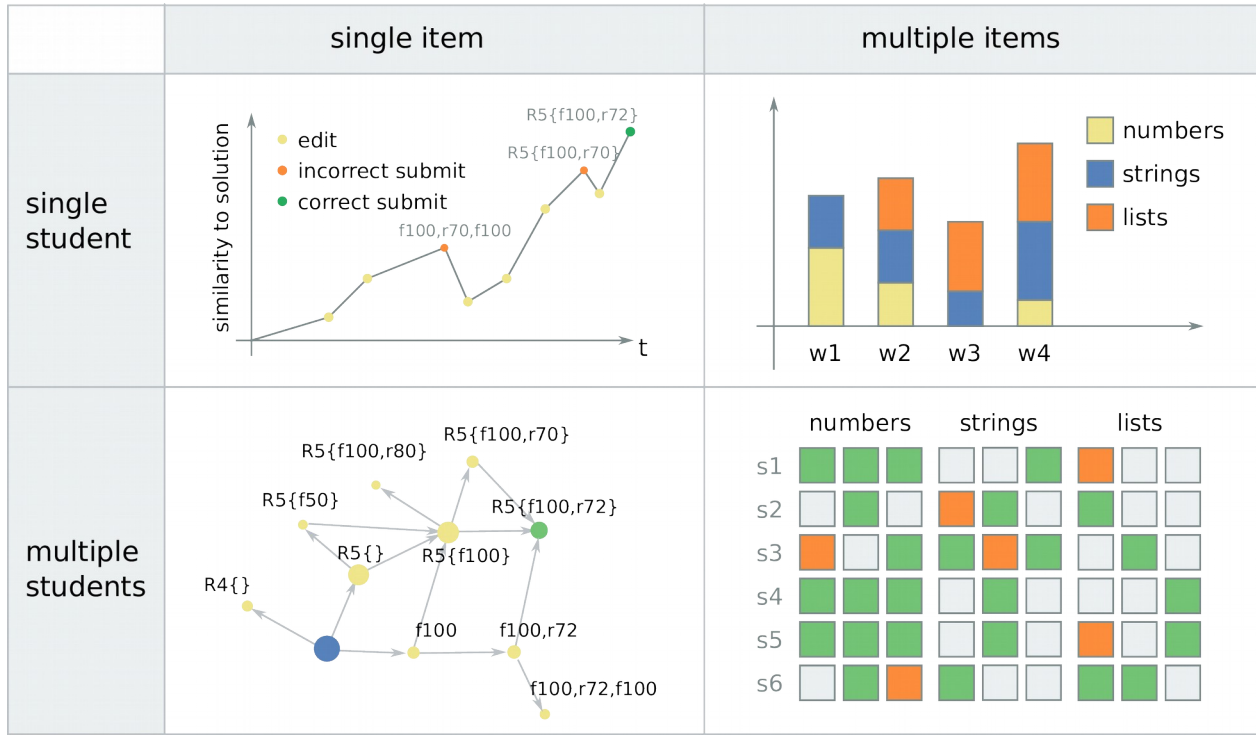 single item
multiple items
single
student
similarity to solution
edit
incorrect submit
correct submit
R5{f100,r72}
R5{f100,r70}
f100,r70,f100
t
numbers
strings
lists
w1
w2
w3
w4
multiple
students
R5{f100,r70}
R5{f100,r80}
R5{f50}
R5{f100,r72}
R5{}
R5{f100}
R4{}
f100
f100,r72
f100,r72,f100
numbers
strings
lists
s1
s2
s3
s4
s5
s6